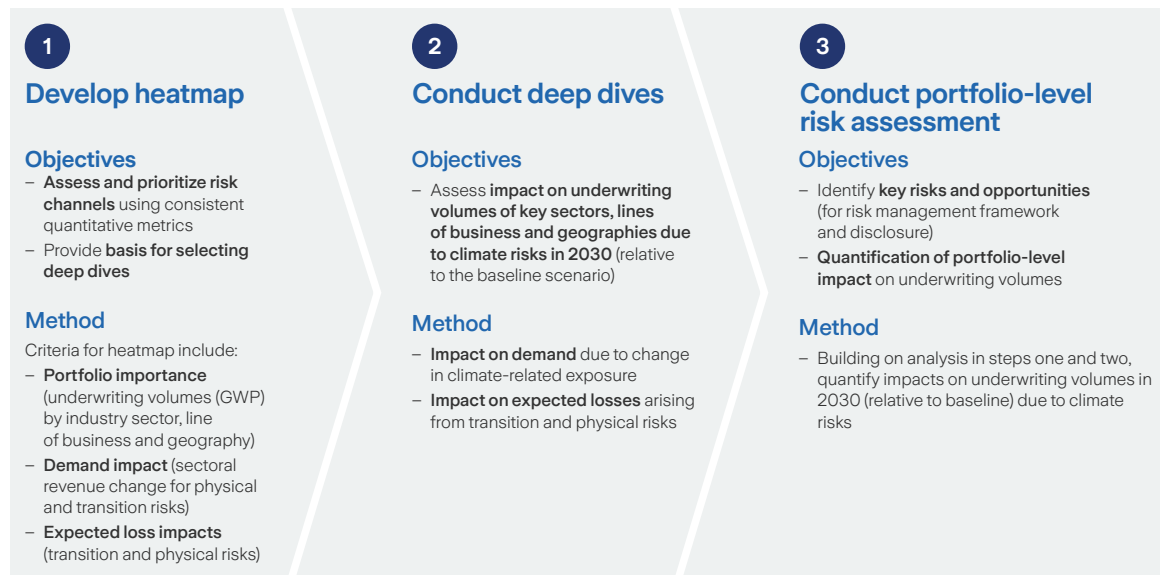 1
Develop heatmap
Objectives
– Assess and prioritize risk
channels using consistent
quantitative metrics
– Provide basis for selecting
deep dives
Method
Criteria for heatmap include:
– Portfolio importance
(underwriting volumes (GWP)
by industry sector, line
of business and geography)
– Demand impact (sectoral
revenue change for physical
and transition risks)
– Expected loss impacts
(transition and physical risks)
2
Conduct deep dives
Objectives
– Assess impact on underwriting
volumes of key sectors, lines
of business and geographies due
to climate risks in 2030 (relative
to the baseline scenario)
Method
– Impact on demand due to change
in climate-related exposure
– Impact on expected losses arising
from transition and physical risks
3
Conduct portfolio-level
risk assessment
Objectives
– Identify key risks and opportunities
(for risk management framework
and disclosure)
– Quantification of portfolio-level
impact on underwriting volumes
Method
– Building on analysis in steps one and two,
quantify impacts on underwriting volumes in
2030 (relative to baseline) due to climate
risks